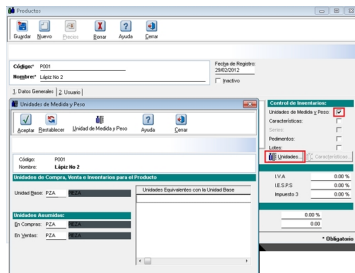 Productos
Guardar Nuevo Previo Borrar Ayuda Cerrar
Código:* P001
Nombre:* Lápiz No 2
Fecha de Registro:
29/02/2012
Inactivo
1 Datos Generales 2 Usuario
Control de Inventarios:
Unidades de Medida y Peso
Características:
Series:
Pedimentos:
Lotes:
Unidades... Características...
I.V.A 0.00 %
I.E.S.P.S 0.00 %
Impuesto 3 0.00 %
0.00 %
0.00
* Obligatorio
Unidades de Medida y Peso
Aceptar Restablecer Unidad de Medida y Peso Ayuda Cerrar
Código: P001
Nombre: Lápiz No 2
Unidades de Compra, Venta e Inventarios para el Producto
Unidad Base: PZA
Unidades Equivalentes con la Unidad Base
Unidades Asumidas:
En Compras: PZA
En Ventas: PZA